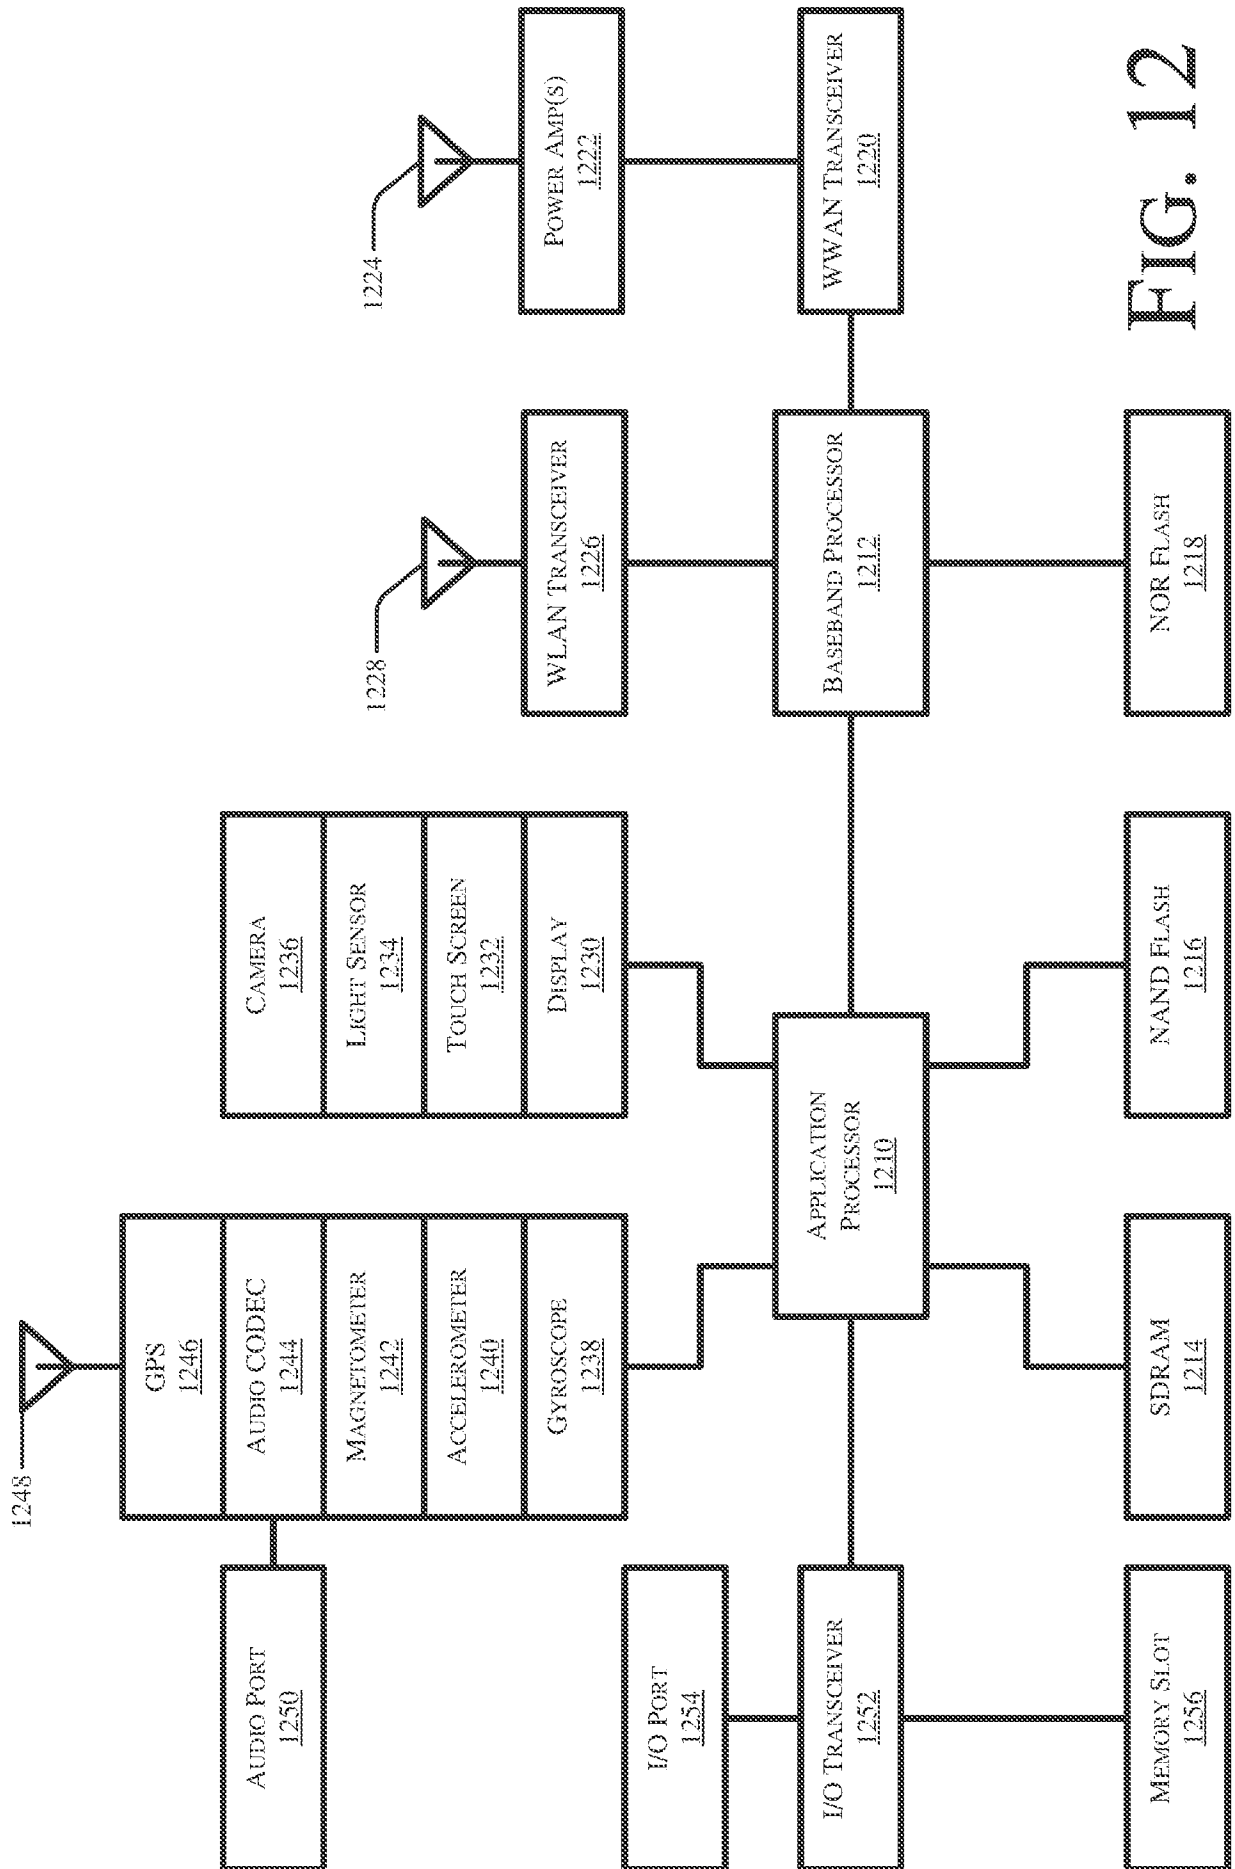 1248
GPS
1246
AUDIO CODEC
1244
MAGNETOMETER
1242
ACCELEROMETER
1240
GYROSCOPE
1238
AUDIO PORT
1250
CAMERA
1236
LIGHT SENSOR
1234
TOUCH SCREEN
1232
DISPLAY
1230
1228
WLAN TRANSCEIVER
1226
1224
POWER AMP(S)
1222
I/O PORT
1254
I/O TRANSCEIVER
1252
APPLICATION
PROCESSOR
1210
BASEBAND PROCESSOR
1212
WWAN TRANSCEIVER
1220
MEMORY SLOT
1256
SDRAM
1214
NAND FLASH
1216
NOR FLASH
1218
FIG. 12